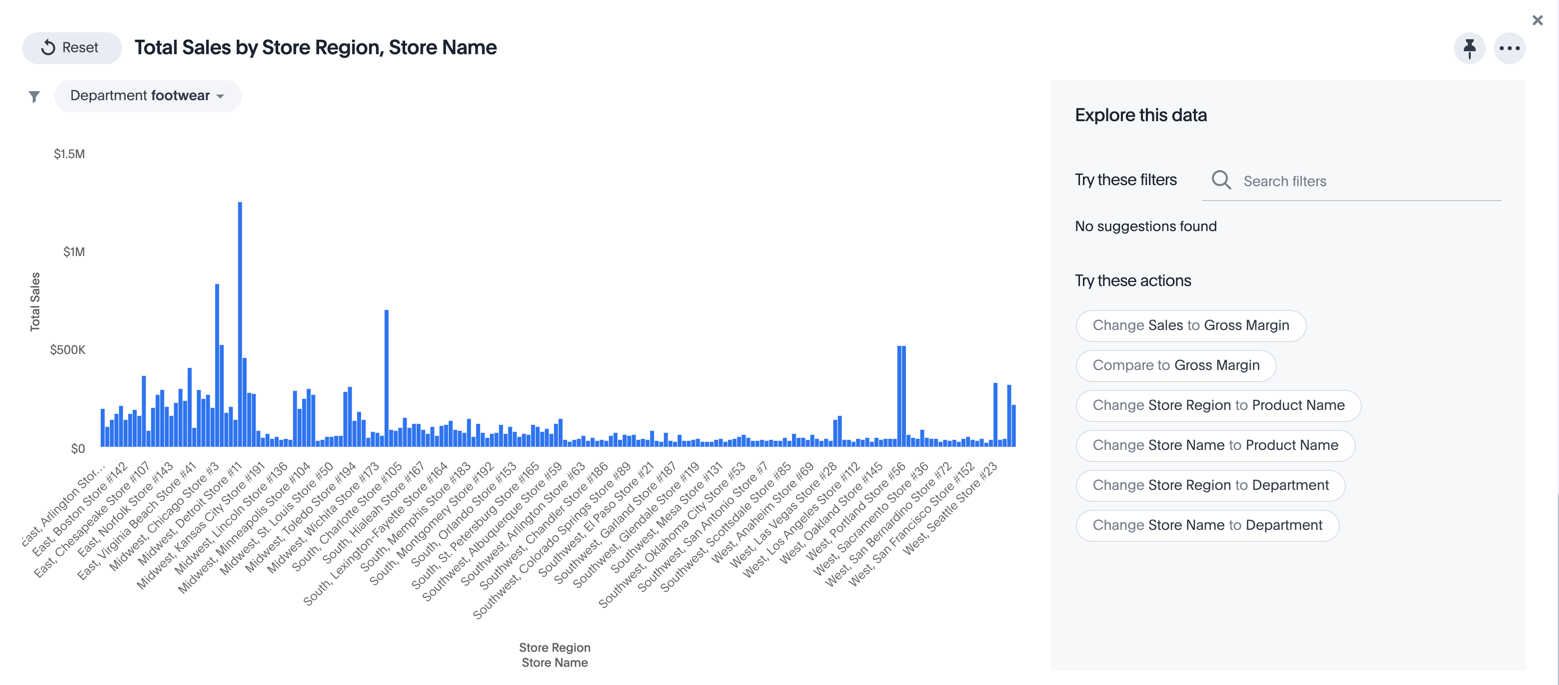 Reset
Total Sales by Store Region, Store Name
Department footwear
$1.5M
$1M
$500K
$0
Total Sales
East, Arlington Stor...
East, Boston Store #142
East, Chesapeake Store #107
East, Norfolk Store #143
East, Virginia Beach Store #41
Midwest, Chicago Store #3
Midwest, Detroit Store #11
Midwest, Kansas City Store #191
Midwest, Lincoln Store #136
Midwest, Minneapolis Store #104
Midwest, St. Louis Store #50
Midwest, Toledo Store #194
Midwest, Wichita Store #173
South, Charlotte Store #105
South, Hialeah Store #167
South, Lexington-Fayette Store #164
South, Memphis Store #183
South, Montgomery Store #192
South, Orlando Store #153
South, St. Petersburg Store #165
Southwest, Albuquerque Store #59
Southwest, Arlington Store #63
Southwest, Chandler Store #186
Southwest, Colorado Springs Store #89
Southwest, El Paso Store #21
Southwest, Garland Store #187
Southwest, Glendale Store #119
Southwest, Mesa Store #131
Southwest, Oklahoma City Store #53
Southwest, San Antonio Store #7
Southwest, Scottsdale Store #85
West, Anaheim Store #69
West, Las Vegas Store #28
West, Los Angeles Store #112
West, Oakland Store #145
West, Portland Store #56
West, Sacramento Store #36
West, San Bernardino Store #72
West, San Francisco Store #152
West, Seattle Store #23
Store Region
Store Name
Explore this data
Try these filters
Search filters
No suggestions found
Try these actions
Change Sales to Gross Margin
Compare to Gross Margin
Change Store Region to Product Name
Change Store Name to Product Name
Change Store Region to Department
Change Store Name to Department